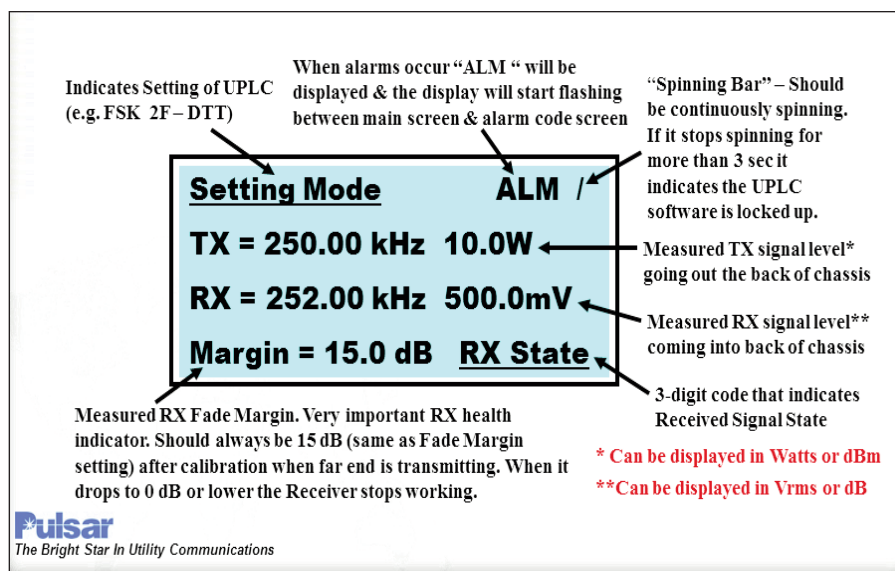 Indicates Setting of UPLC
(e.g. FSK 2F – DTT)
When alarms occur “ALM “ will be
displayed & the display will start flashing
between main screen & alarm code screen
“Spinning Bar” – Should
be continuously spinning.
If it stops spinning for
more than 3 sec it
indicates the UPLC
software is locked up.
Setting Mode ALM /
TX = 250.00 kHz 10.0W
RX = 252.00 kHz 500.0mV
Margin = 15.0 dB RX State
Measured TX signal level*
going out the back of chassis
Measured RX signal level**
coming into back of chassis
3-digit code that indicates
Received Signal State
Measured RX Fade Margin. Very important RX health
indicator. Should always be 15 dB (same as Fade Margin
setting) after calibration when far end is transmitting. When it
drops to 0 dB or lower the Receiver stops working.
* Can be displayed in Watts or dBm
**Can be displayed in Vrms or dB
Pulsar
The Bright Star In Utility Communications